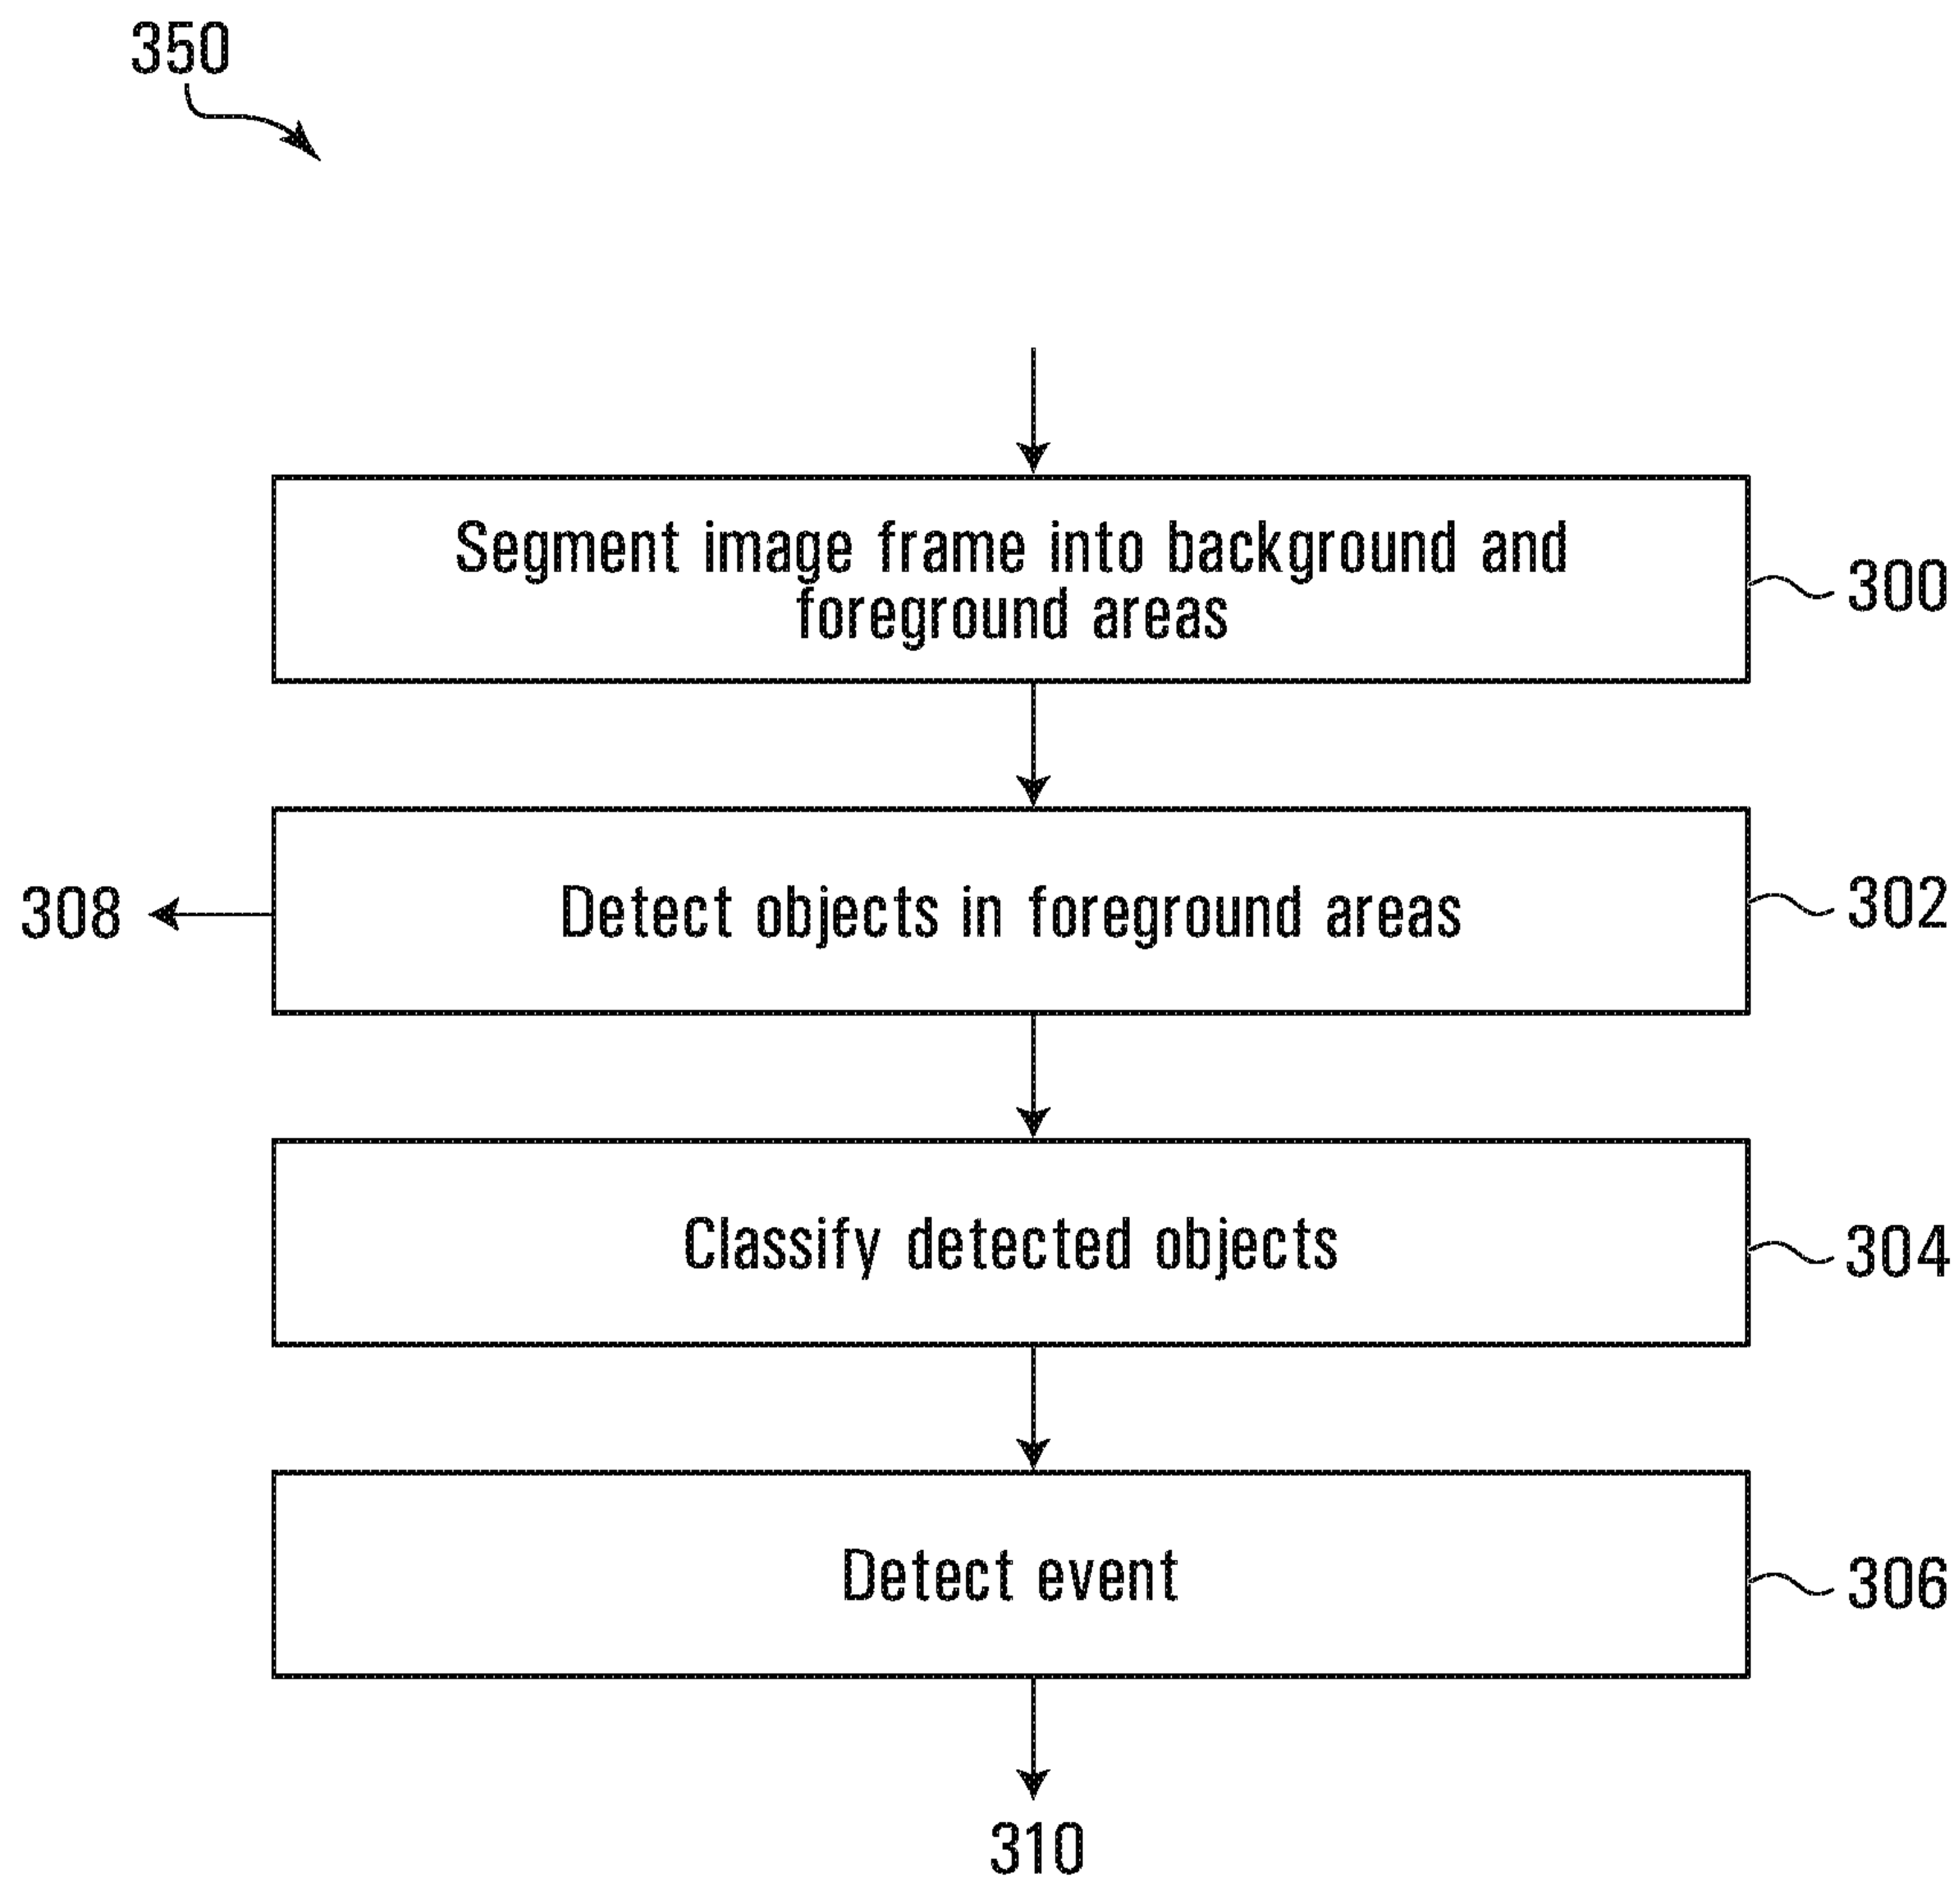 350
Segment image frame into background and
foreground areas
300
308
Detect objects in foreground areas
302
Classify detected objects
304
Detect event
306
310